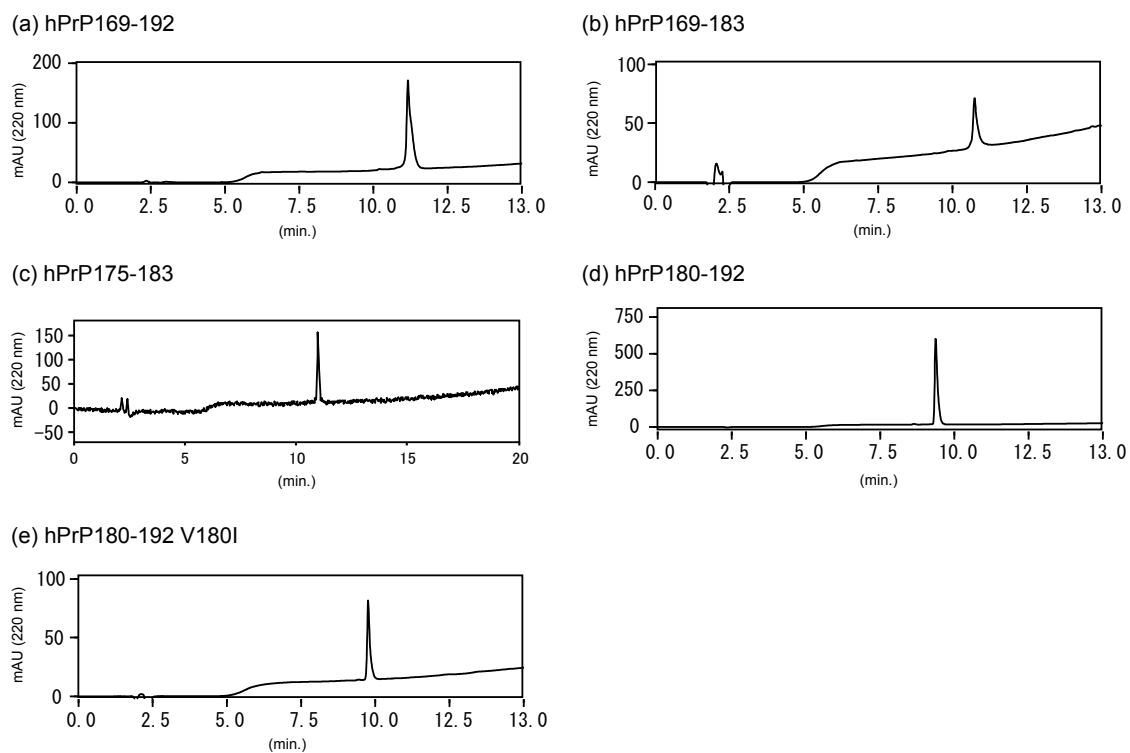 (a) hPrP169-192
200
100
0
mAU (220 nm)
0. 0 2. 5 5. 0 7. 5 10. 0 12. 5 13. 0
(min.)
(b) hPrP169-183
100
50
0
mAU (220 nm)
0. 0 2. 5 5. 0 7. 5 10. 0 12. 5 13. 0
(min.)
(c) hPrP175-183
150
100
50
0
-50
mAU (220 nm)
0 5 10 15 20
(min.)
(d) hPrP180-192
750
500
250
0
mAU (220 nm)
0. 0 2. 5 5. 0 7. 5 10. 0 12. 5 13. 0
(min.)
(e) hPrP180-192 V180I
100
50
0
mAU (220 nm)
0. 0 2. 5 5. 0 7. 5 10. 0 12. 5 13. 0
(min.)